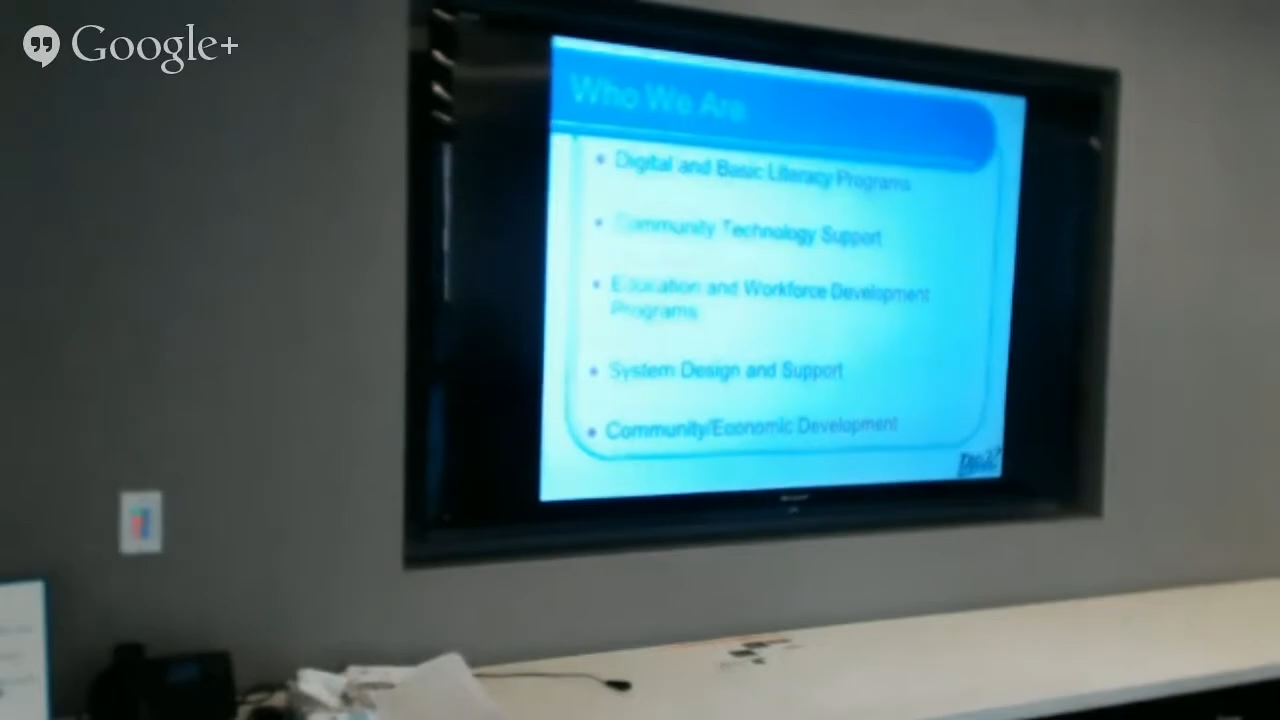 Google+
Who We Are
• Digital and Basic Literacy Programs
• Community Technology Support
• Education and Workforce Development
Programs
• System Design and Support
• Community/Economic Development